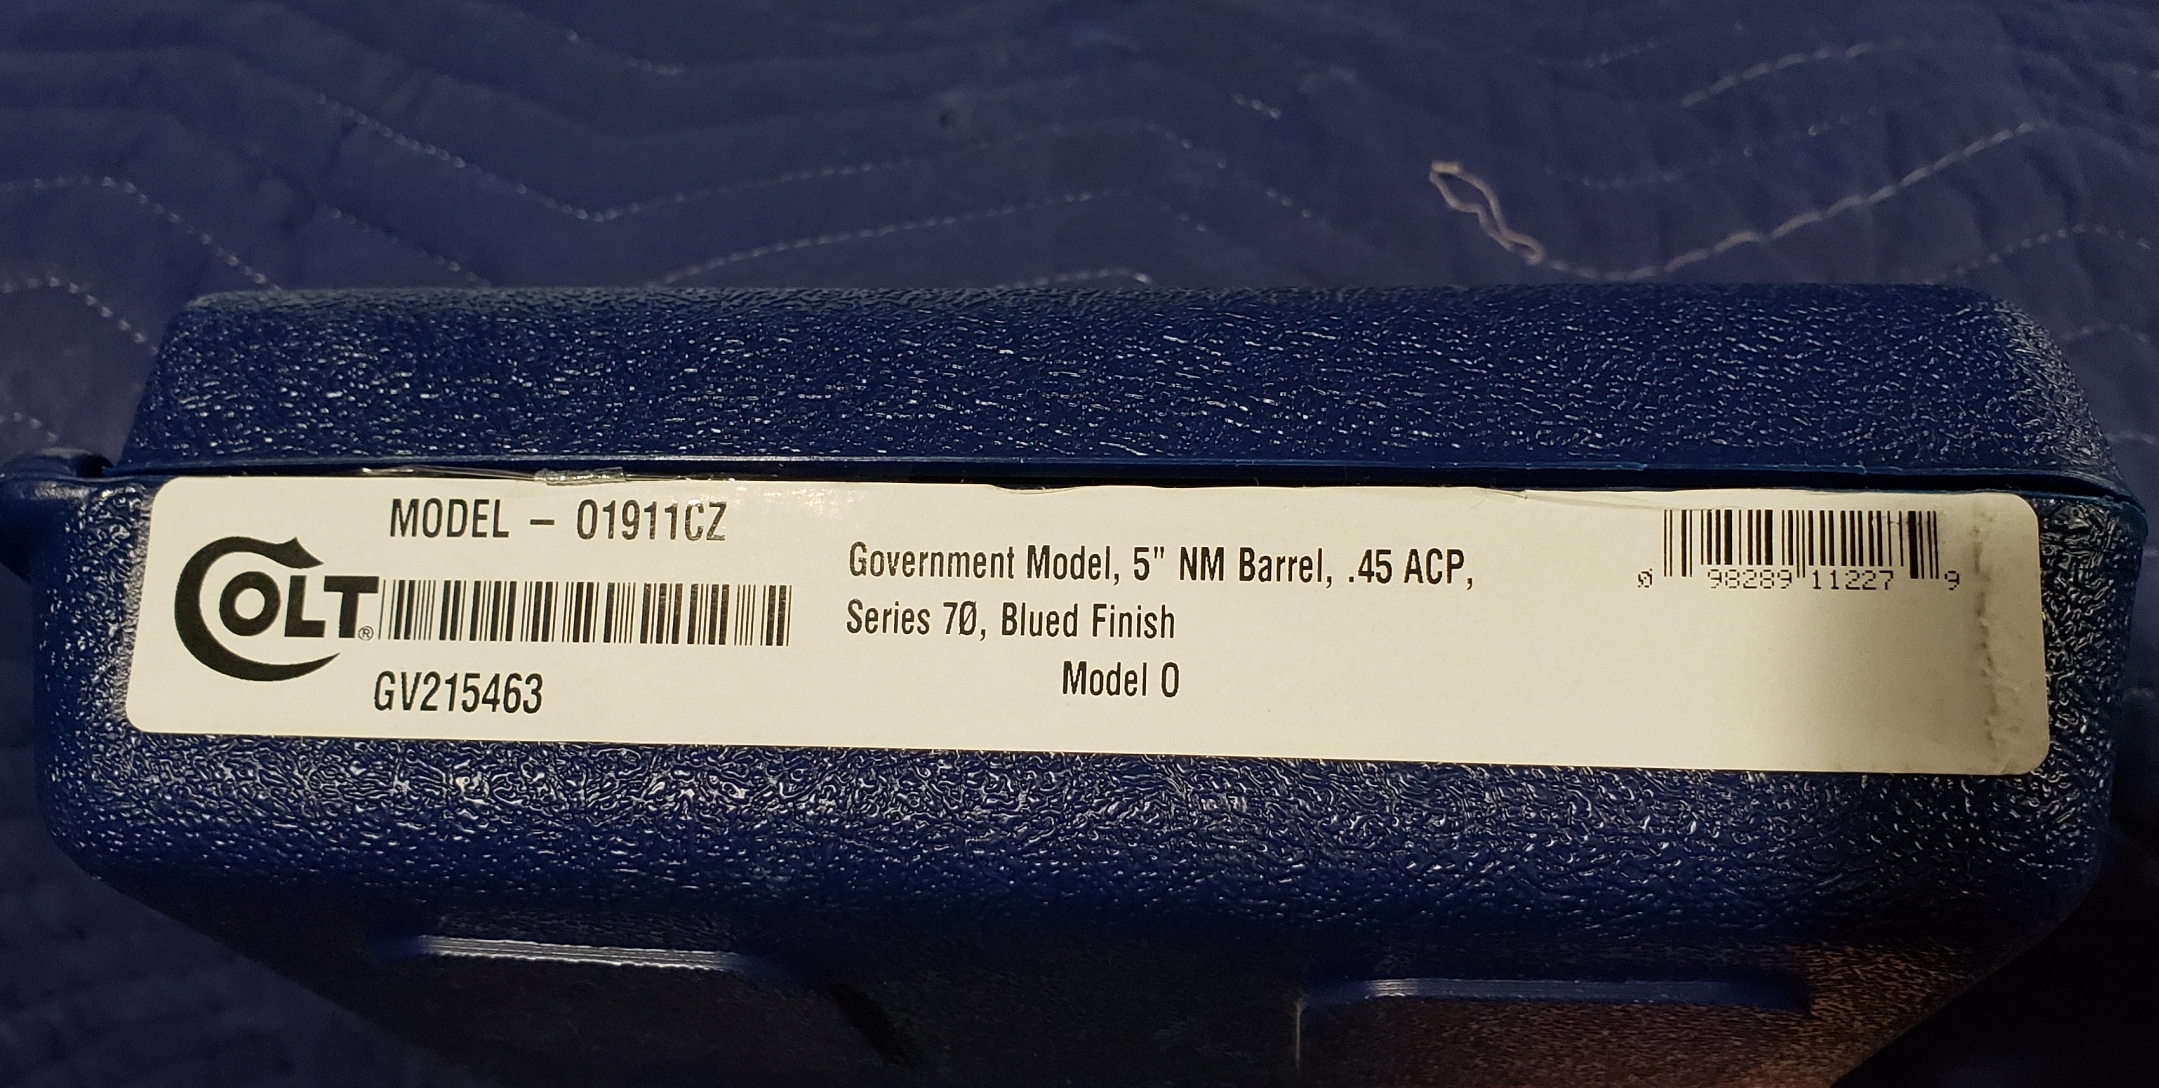 MODEL – O1911CZ
COLT®
GV215463
Government Model, 5" NM Barrel, .45 ACP,
Series 70, Blued Finish
Model O
0 98289 11227 9